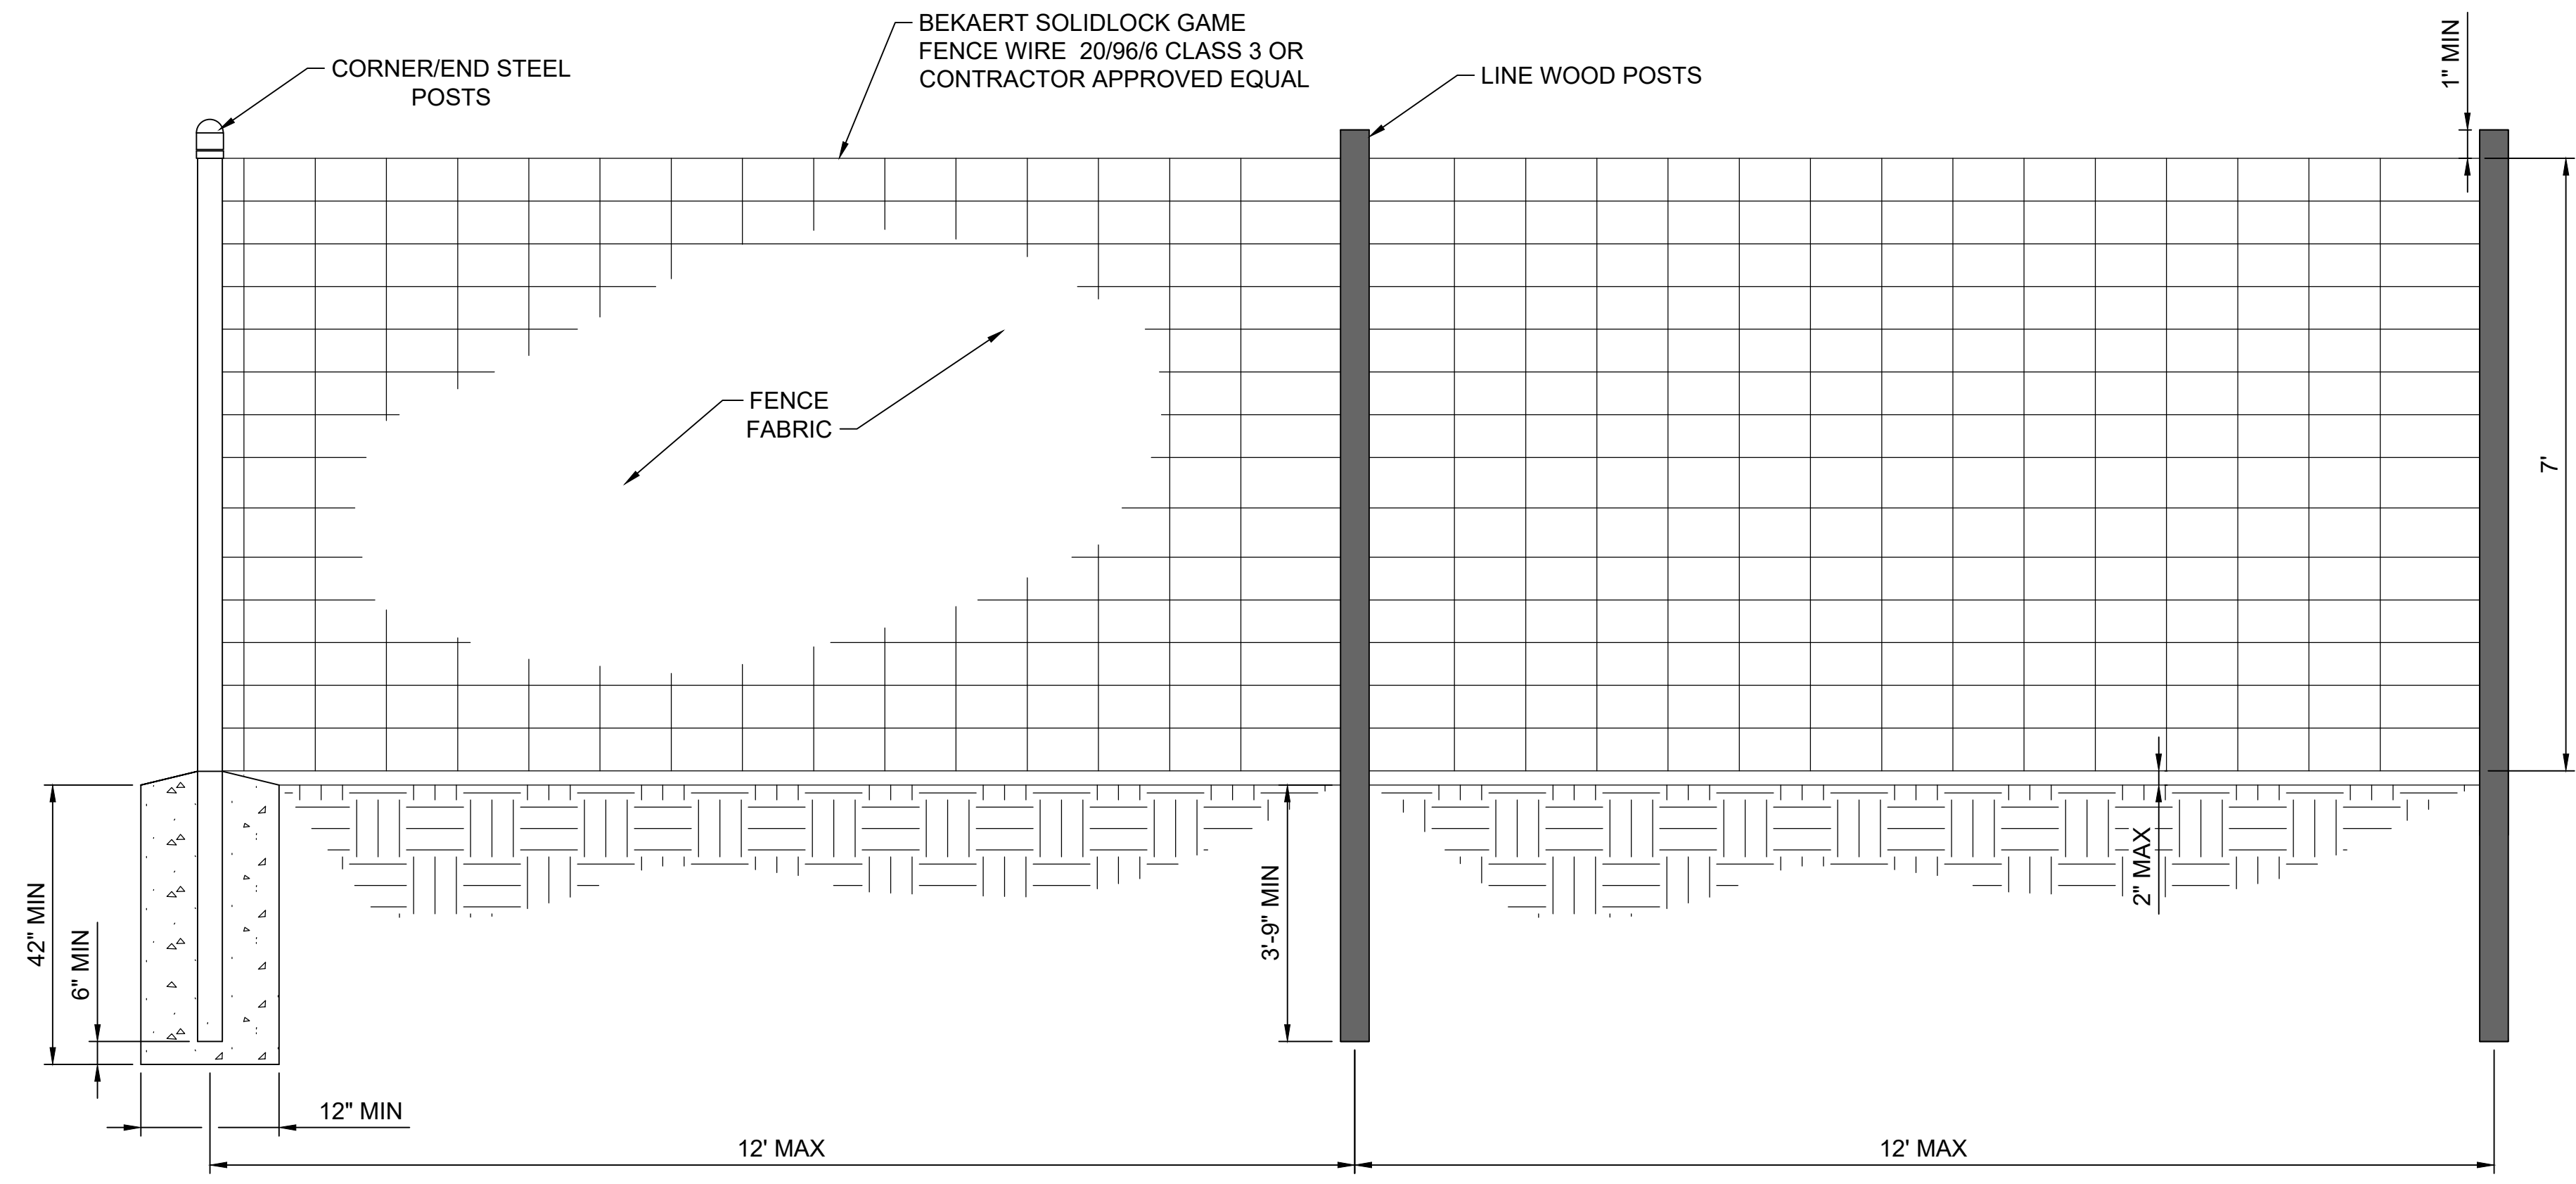 BEKAERT SOLIDLOCK GAME
FENCE WIRE  20/96/6 CLASS 3 OR
CONTRACTOR APPROVED EQUAL
CORNER/END STEEL
POSTS
LINE WOOD POSTS
1" MIN
FENCE
FABRIC
7'
42" MIN
6" MIN
3'-9" MIN
2" MAX
12" MIN
12' MAX
12' MAX